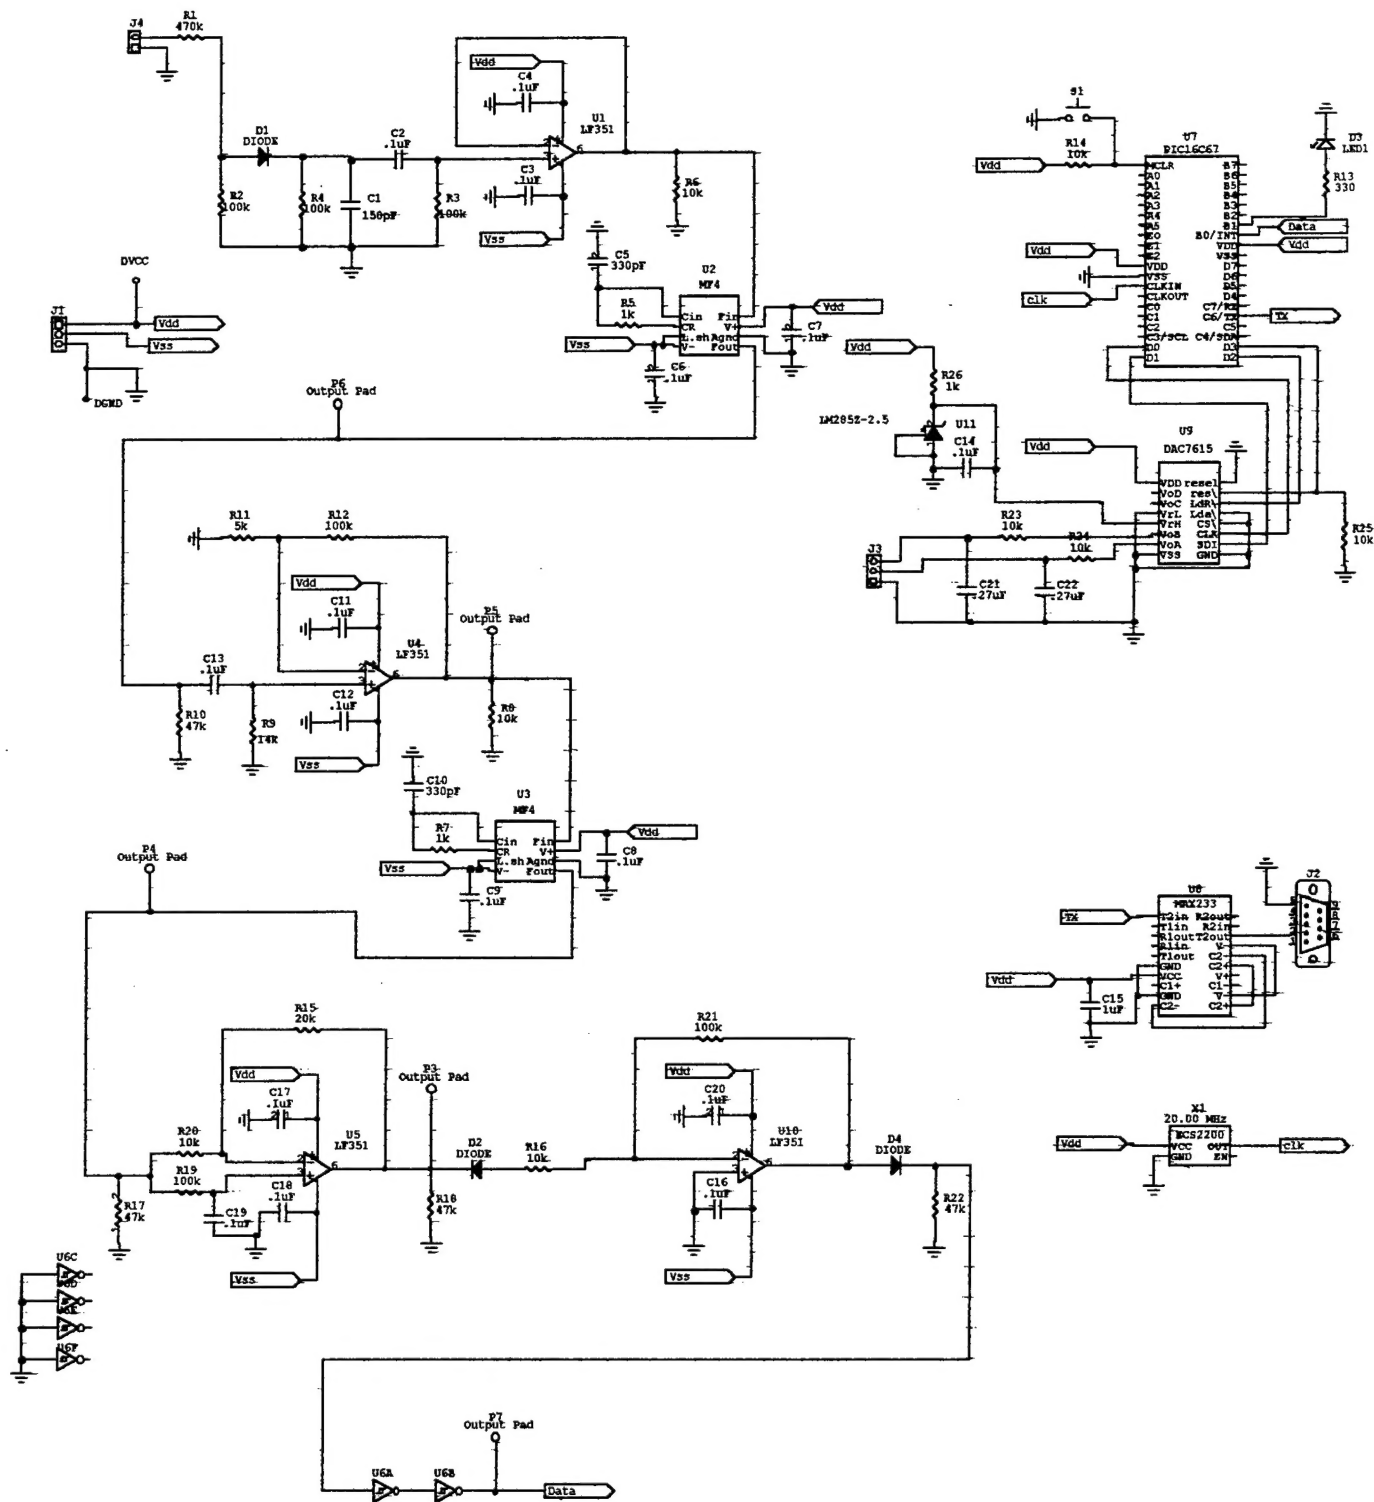 J4
R1
470k
D1
DIODE
C2
.1uF
Vdd
C4
.1uF
U1
LF351
2
3
6
C3
.1uF
Vss
R2
100k
R4
100k
C1
150pF
R3
100k
R6
10k
C5
330pF
U2
MF4
R5
1k
Cin
CR
L.sh
V-
Fin
V+
Agnd
Fout
Vdd
C7
.1uF
Vss
C6
.1uF
DVCC
J1
Vdd
Vss
DGND
P6
Output Pad
S1
R14
10k
Vdd
U7
PIC16C67
D3
LED1
R13
330
MCLR
A0
A1
A2
A3
A4
A5
E0
E1
E2
VDD
VSS
CLKIN
CLKOUT
C0
C1
C2
C3/SCL
D0
D1
B7
B6
B5
B4
B3
B2
B1
B0/INT
VDD
VSS
D7
D6
D5
D4
C7/RX
C6/TX
C5
C4/SDA
D3
D2
Data
Vdd
Vdd
clk
TX
Vdd
R26
1k
LM285Z-2.5
U11
C14
.1uF
Vdd
U9
DAC7615
VDD
VoD
VoC
VrL
VrH
VoB
VoA
VSS
resel
res\
LdR\
Lda\
CS\
CLK
SDI
GND
R25
10k
R23
10k
R24
10k
J3
C21
.27uF
C22
.27uF
R11
5k
R12
100k
Vdd
C11
.1uF
U4
LF351
2
3
6
P5
Output Pad
C13
.1uF
C12
.1uF
R10
47k
R9
14k
R8
10k
Vss
C10
330pF
U3
MF4
R7
1k
Cin
CR
L.sh
V-
Fin
V+
Agnd
Fout
Vdd
C8
.1uF
Vss
C9
.1uF
P4
Output Pad
U8
MAX233
J2
TX
T2in
T1in
R1out
R1in
T1out
GND
VCC
C1+
GND
C2-
R2out
R2in
T2out
V-
C2-
C2+
V+
C1-
V-
C2+
Vdd
C15
1uF
R15
20k
Vdd
C17
.1uF
U5
LF351
2
3
6
P3
Output Pad
R20
10k
R19
100k
C18
.1uF
C19
.1uF
R17
47k
R18
47k
Vss
D2
DIODE
R16
10k
R21
100k
Vdd
C20
.1uF
U10
LF351
2
3
6
C16
.1uF
Vss
D4
DIODE
R22
47k
X1
20.00 MHz
ECS2200
VCC
GND
OUT
EN
Vdd
clk
U6C
U6D
U6E
U6F
P7
Output Pad
U6A
U6B
Data